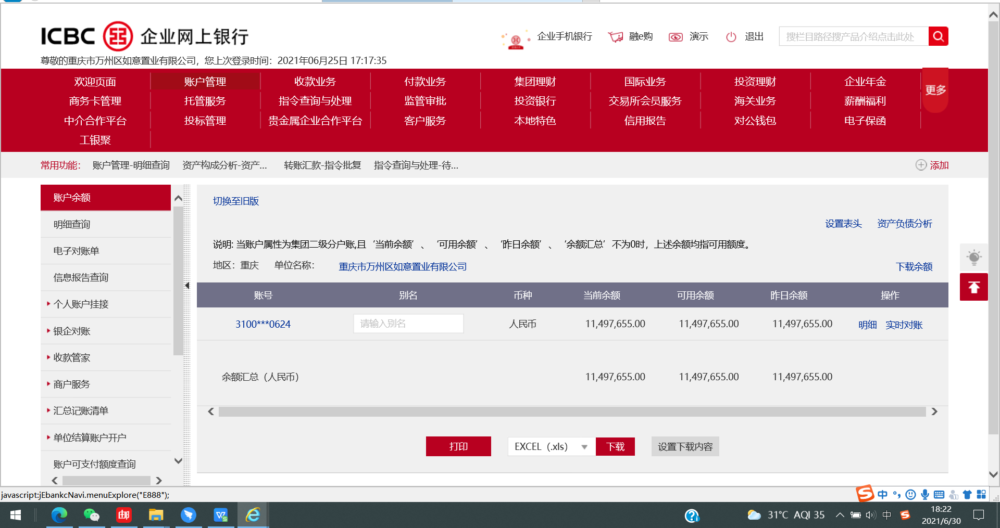 ICBC 企业网上银行
企业手机银行 融e购 演示 退出 搜栏目路径搜产品介绍点击此处
尊敬的重庆市万州区如意置业有限公司，您上次登录时间：2021年06月25日 17:17:35
欢迎页面 账户管理 收款业务 付款业务 集团理财 国际业务 投资理财 企业年金 更多
商务卡管理 托管服务 指令查询与处理 监管审批 投资银行 交易所会员服务 海关业务 薪酬福利
中介合作平台 投标管理 贵金属企业合作平台 客户服务 本地特色 信用报告 对公钱包 电子保函
工银聚
常用功能： 账户管理-明细查询 资产构成分析-资产... 转账汇款-指令批复 指令查询与处理-待... 添加
账户余额
明细查询
电子对账单
信息报告查询
个人账户挂接
银企对账
收款管家
商户服务
汇总记账清单
单位结算账户开户
账户可支付额度查询
切换至旧版
设置表头 资产负债分析
说明: 当账户属性为集团二级分户账,且‘当前余额’、‘可用余额’、‘昨日余额’、‘余额汇总’不为0时，上述余额均指可用额度。
地区：重庆 单位名称： 重庆市万州区如意置业有限公司 下载余额
账号 别名 币种 当前余额 可用余额 昨日余额 操作
3100***0624 请输入别名 人民币 11,497,655.00 11,497,655.00 11,497,655.00 明细 实时对账
余额汇总（人民币） 11,497,655.00 11,497,655.00 11,497,655.00
打印 EXCEL（.xls） 下载 设置下载内容
javascript:jEbankcNavi.menuExplore("E888");
中
邮
31°C AQI 35 中 18:22
2021/6/30